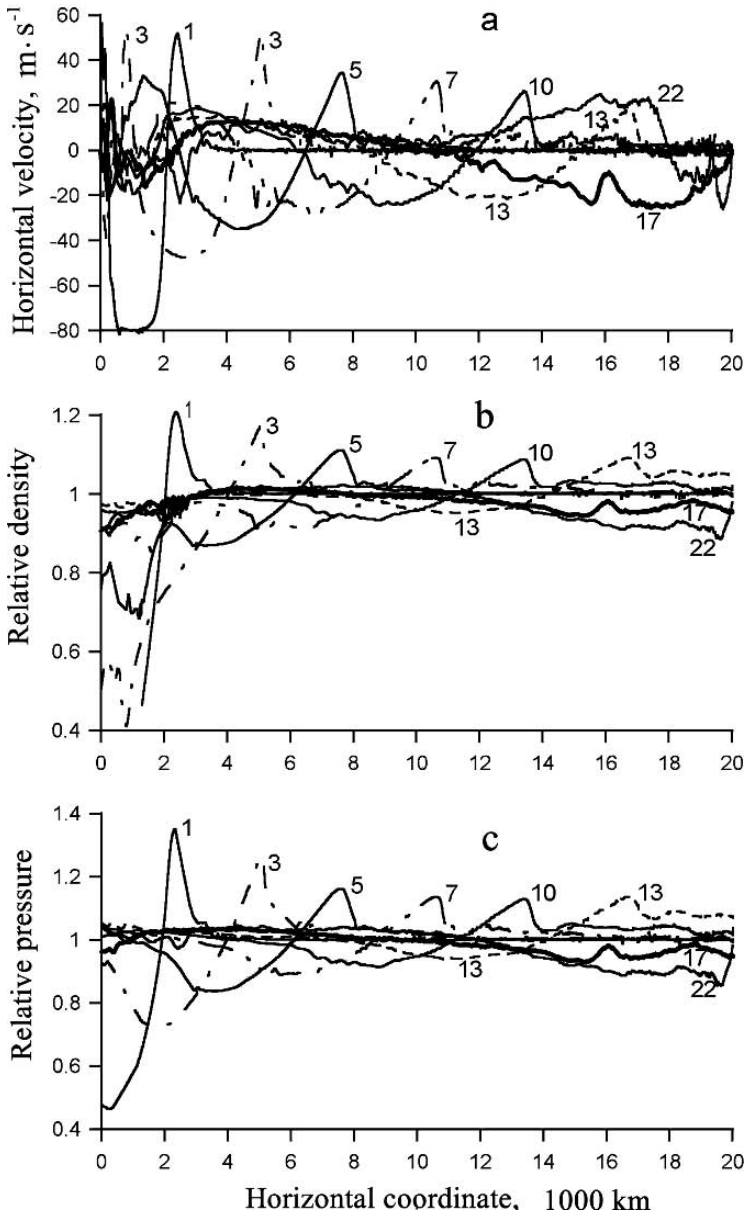 a
Horizontal velocity, m·s⁻¹
60
40
20
0
-20
-40
-60
-80
0 2 4 6 8 10 12 14 16 18 20
3 1 3 5 7 10 13 22
13 17
b
Relative density
1.2
1
0.8
0.6
0.4
0 2 4 6 8 10 12 14 16 18 20
1 3 5 7 10 13
13 17
22
c
Relative pressure
1.4
1.2
1
0.8
0.6
0.4
0 2 4 6 8 10 12 14 16 18 20
1 3 5 7 10 13
13 17
22
Horizontal coordinate, 1000 km